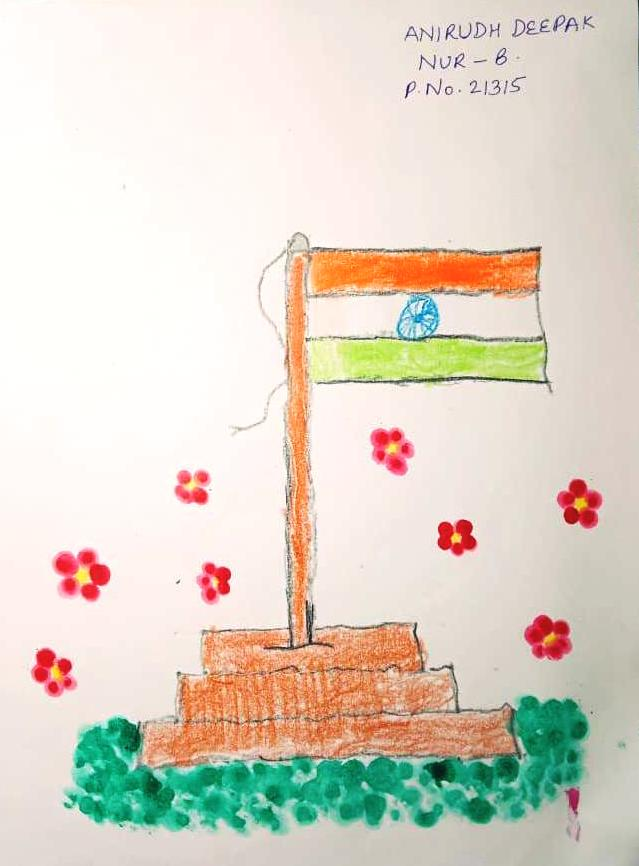 ANIRUDH DEEPAK
NUR - B.
P.No. 21315